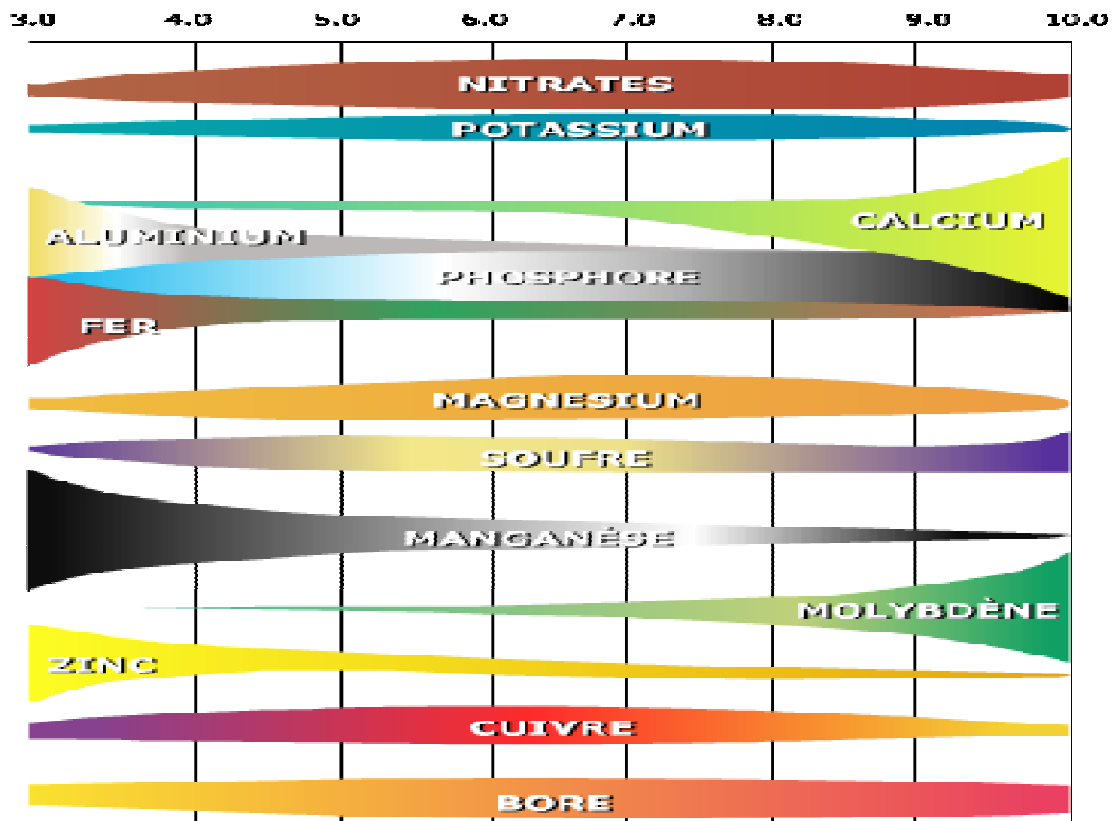 3.0 4.0 5.0 6.0 7.0 8.0 9.0 10.0
NITRATES
POTASSIUM
CALCIUM
ALUMINIUM
PHOSPHORE
FER
MAGNESIUM
SOUFRE
MANGANÉSE
MOLYBDÈNE
ZINC
CUIVRE
BORE